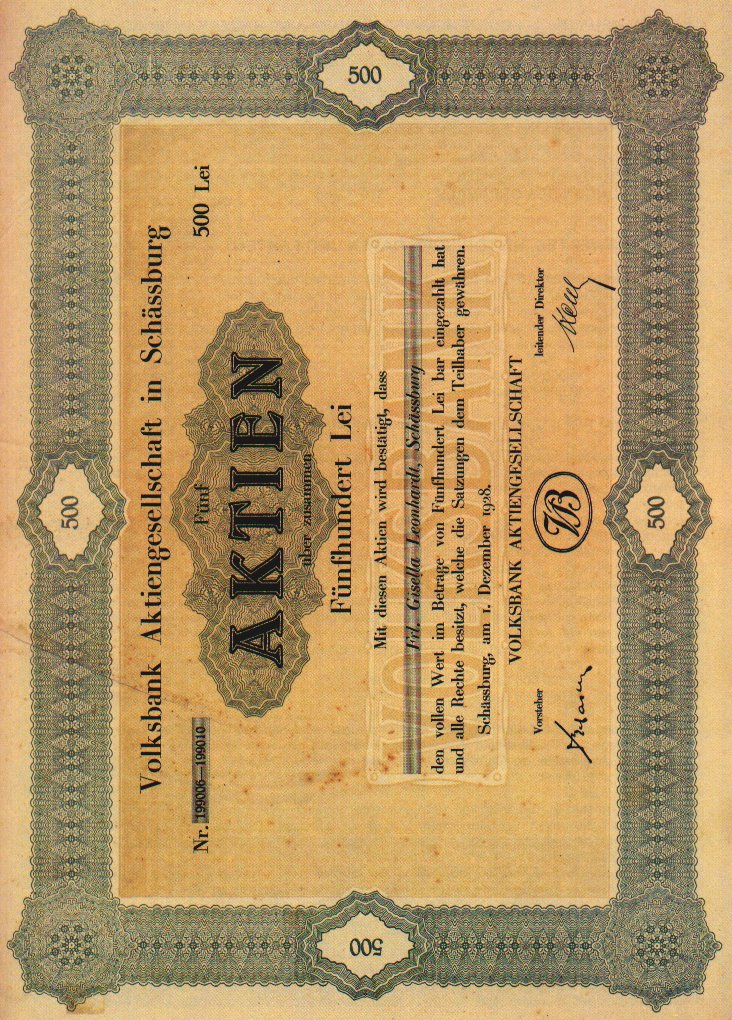 500
Volksbank Aktiengesellschaft in Schässburg
Nr. 199006—199010
Fünf
500 Lei
AKTIEN
über zusammen
Fünfhundert Lei
Mit diesen Aktien wird bestätigt, dass
Frl. Gisella Leonhardt, Schässburg
den vollen Wert im Betrage von Fünfhundert Lei bar eingezahlt hat
und alle Rechte besitzt, welche die Satzungen dem Teilhaber gewähren.
Schässburg, am 1. Dezember 1928.
VOLKSBANK AKTIENGESELLSCHAFT
Vorsteher
VB
leitender Direktor
VOLKSBANK
500
500
500